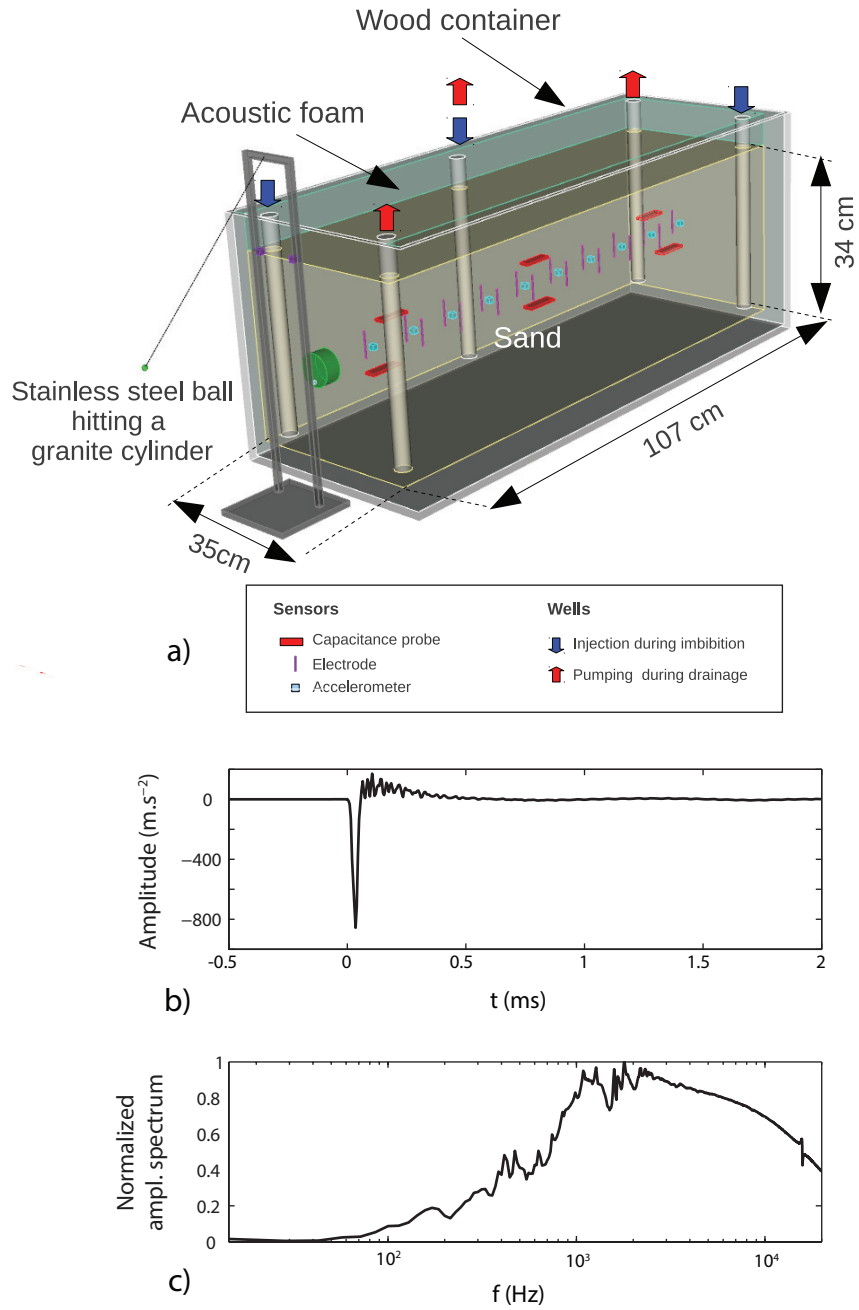 Wood container
Acoustic foam
34 cm
Sand
Stainless steel ball
hitting a
granite cylinder
107 cm
35cm
a)
Sensors
Capacitance probe
Electrode
Accelerometer
Wells
Injection during imbibition
Pumping during drainage
Amplitude (m.s⁻²)
0
−400
−800
-0.5
0
0.5
1
1.5
2
t (ms)
b)
Normalized
ampl. spectrum
1
0.8
0.6
0.4
0.2
0
10²
10³
10⁴
f (Hz)
c)